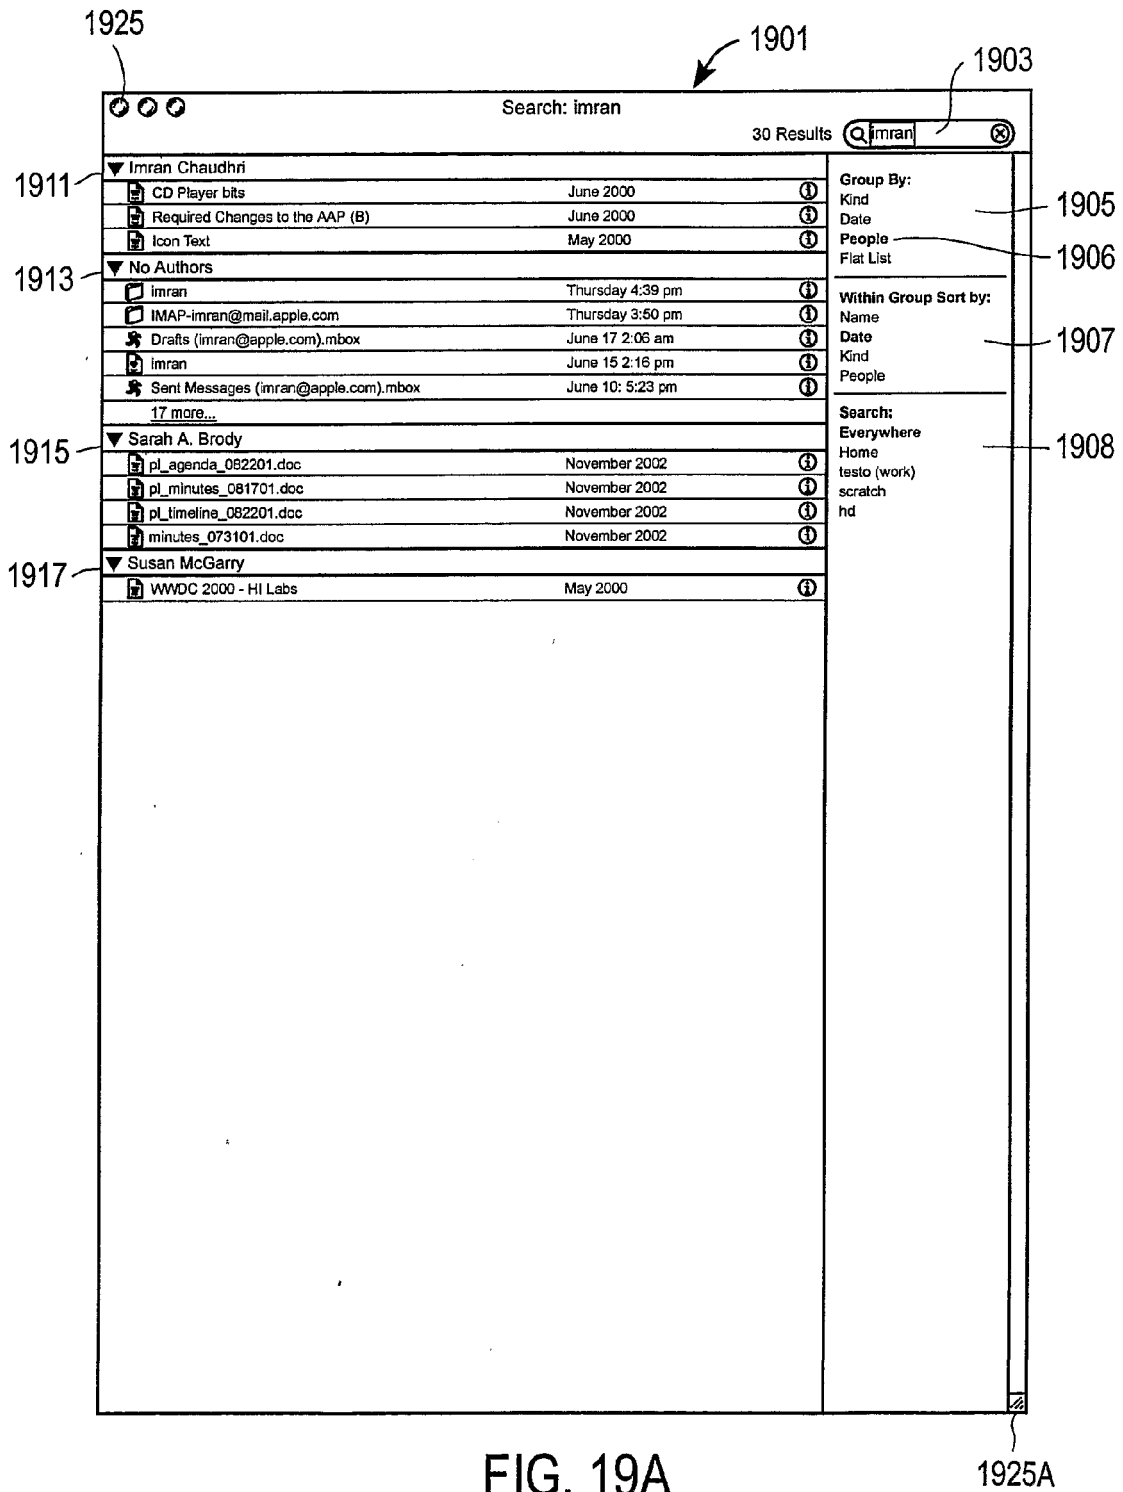 1925
1901
1903
Search: imran
30 Results
imran
1911
Imran Chaudhri
CD Player bits June 2000
Required Changes to the AAP (B) June 2000
Icon Text May 2000
1913
No Authors
imran Thursday 4:39 pm
IMAP-imran@mail.apple.com Thursday 3:50 pm
Drafts (imran@apple.com).mbox June 17 2:06 am
imran June 15 2:16 pm
Sent Messages (imran@apple.com).mbox June 10: 5:23 pm
17 more...
1915
Sarah A. Brody
pl_agenda_082201.doc November 2002
pl_minutes_081701.doc November 2002
pl_timeline_082201.doc November 2002
minutes_073101.doc November 2002
1917
Susan McGarry
WWDC 2000 - HI Labs May 2000
Group By:
Kind
Date
People
Flat List
1905
1906
Within Group Sort by:
Name
Date
Kind
People
1907
Search:
Everywhere
Home
testo (work)
scratch
hd
1908
1925A
FIG. 19A